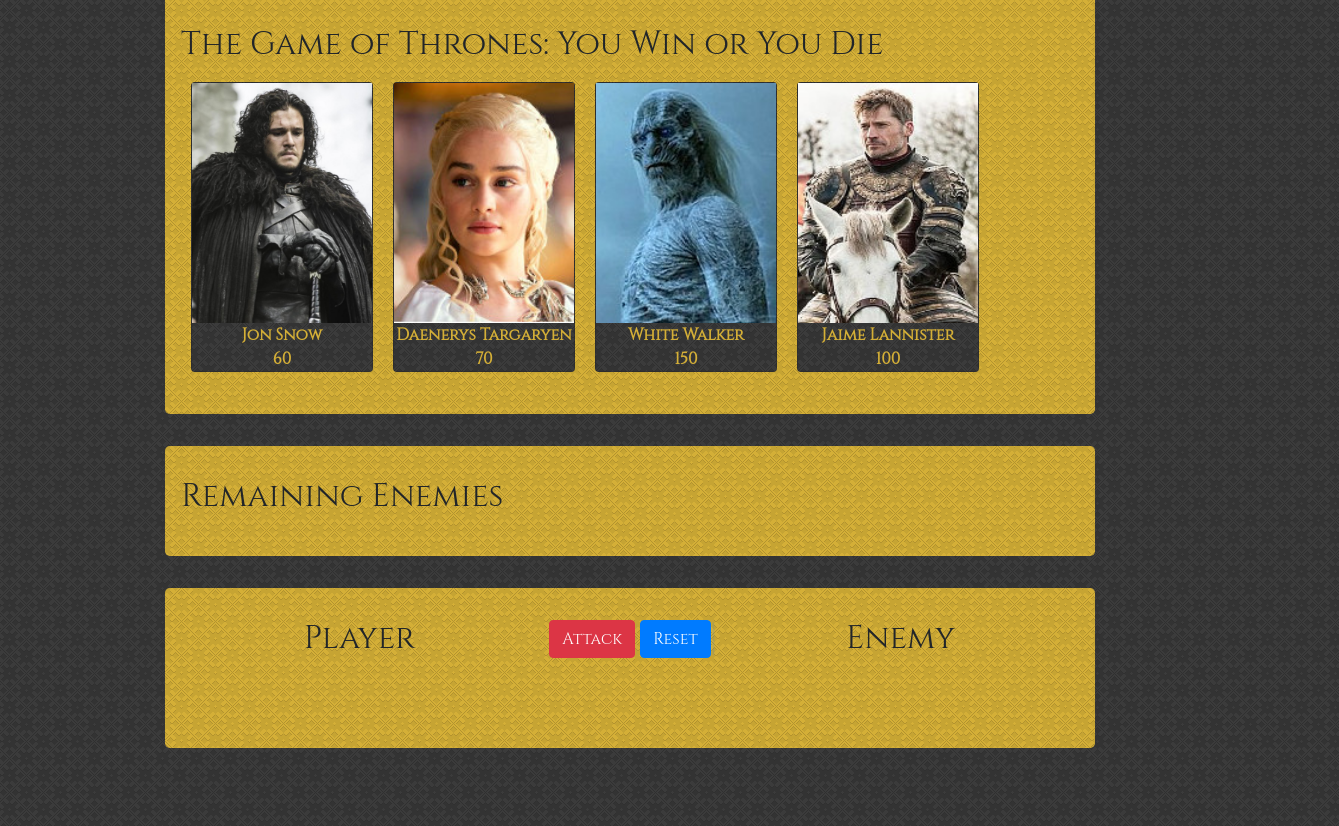 The Game of Thrones: You Win or You Die
Jon Snow
60
Daenerys Targaryen
70
White Walker
150
Jaime Lannister
100
Remaining Enemies
Player
Attack
Reset
Enemy